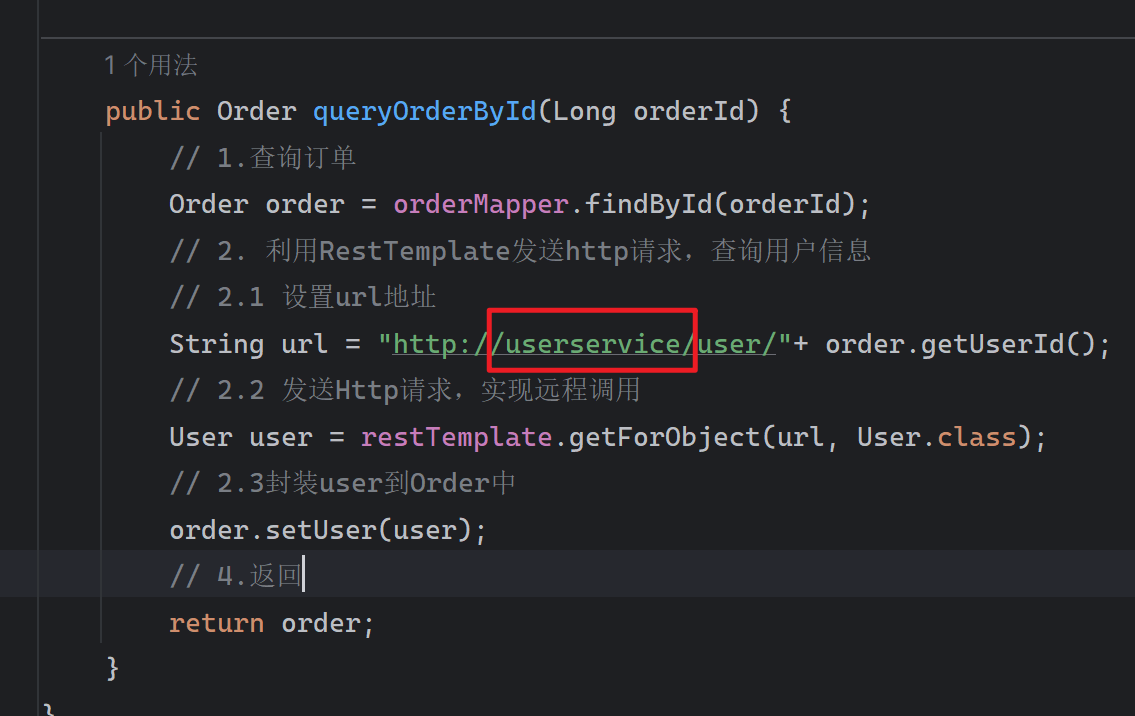 1 个用法
public Order queryOrderById(Long orderId) {
// 1.查询订单
Order order = orderMapper.findById(orderId);
// 2. 利用RestTemplate发送http请求，查询用户信息
// 2.1 设置url地址
String url = "http://userservice/user/"+ order.getUserId();
// 2.2 发送Http请求，实现远程调用
User user = restTemplate.getForObject(url, User.class);
// 2.3封装user到Order中
order.setUser(user);
// 4.返回
return order;
}
}